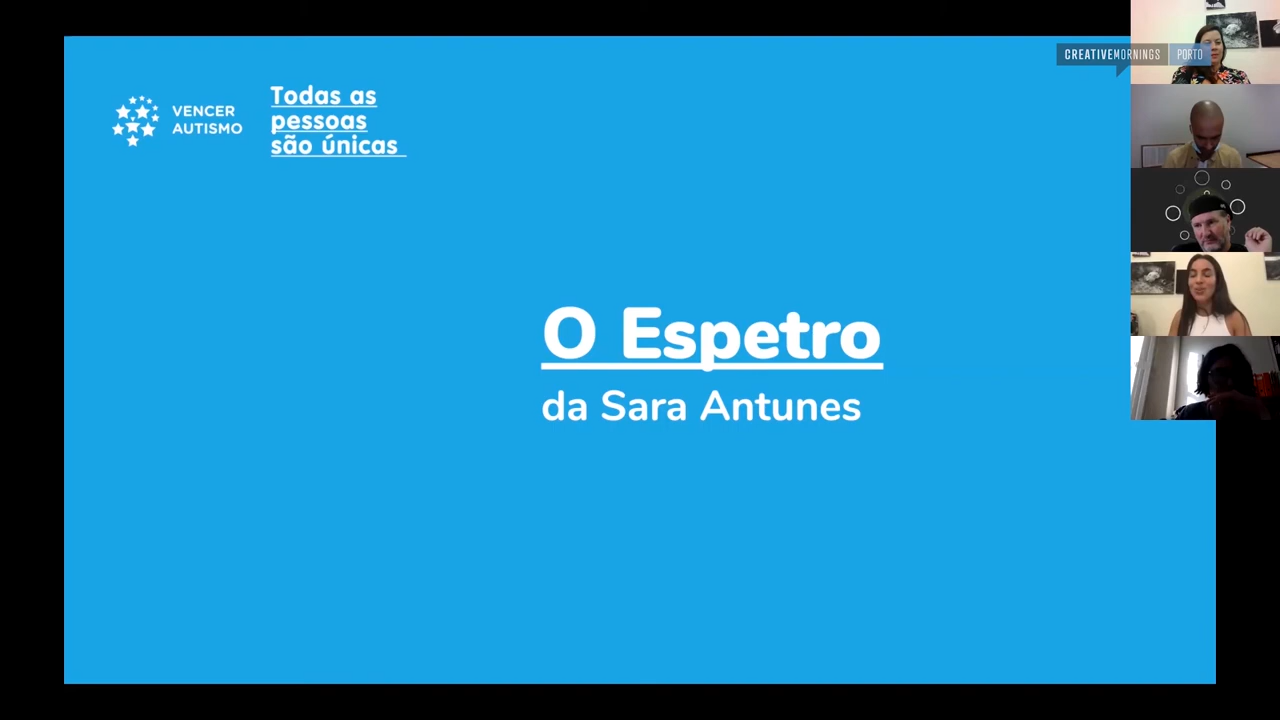 CREATIVEMORNINGS PORTO
VENCER
AUTISMO
Todas as
pessoas
são únicas
O Espetro
da Sara Antunes